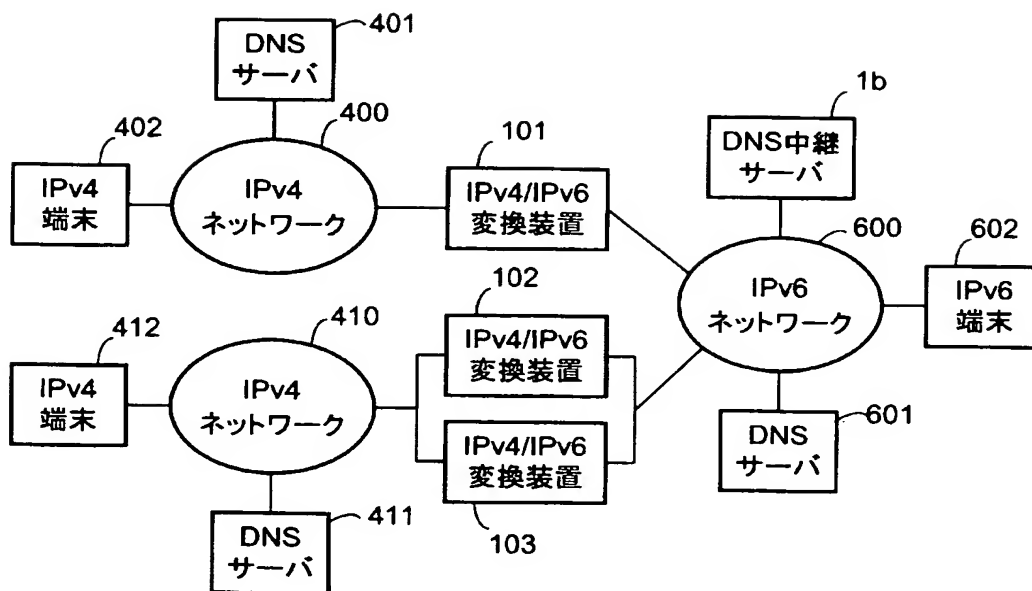 401
DNS
サーバ
400
402
IPv4
端末
IPv4
ネットワーク
101
IPv4/IPv6
変換装置
1b
DNS中継
サーバ
600
602
IPv6
ネットワーク
IPv6
端末
102
IPv4/IPv6
変換装置
410
412
IPv4
端末
IPv4
ネットワーク
IPv4/IPv6
変換装置
103
DNS
サーバ
601
DNS
サーバ
411